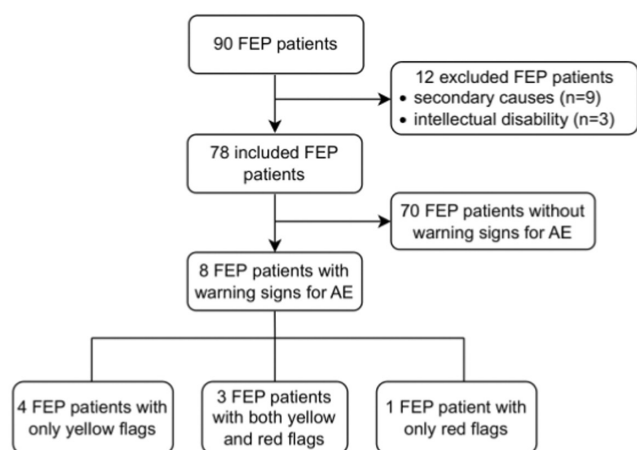 90 FEP patients
12 excluded FEP patients
• secondary causes (n=9)
• intellectual disability (n=3)
78 included FEP
patients
70 FEP patients without
warning signs for AE
8 FEP patients with
warning signs for AE
4 FEP patients with
only yellow flags
3 FEP patients
with both yellow
and red flags
1 FEP patient with
only red flags